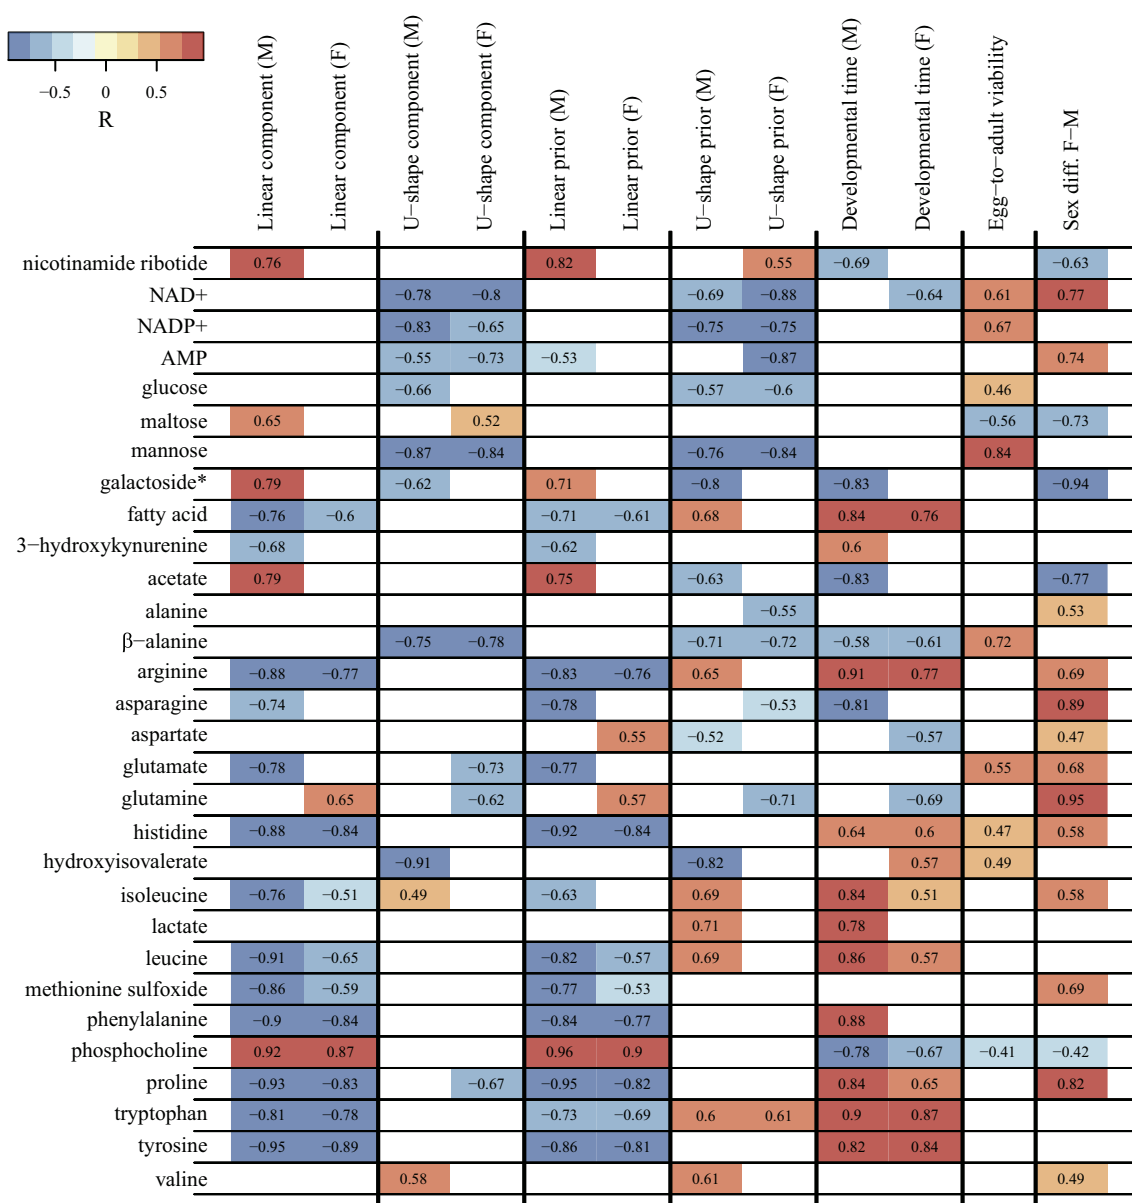 −0.5 0 0.5
R
Linear component (M)
Linear component (F)
U−shape component (M)
U−shape component (F)
Linear prior (M)
Linear prior (F)
U−shape prior (M)
U−shape prior (F)
Developmental time (M)
Developmental time (F)
Egg−to−adult viability
Sex diff. F−M
nicotinamide ribotide 0.76 0.82 0.55 −0.69 −0.63
NAD+ −0.78 −0.8 −0.69 −0.88 −0.64 0.61 0.77
NADP+ −0.83 −0.65 −0.75 −0.75 0.67
AMP −0.55 −0.73 −0.53 −0.87 0.74
glucose −0.66 −0.57 −0.6 0.46
maltose 0.65 0.52 −0.56 −0.73
mannose −0.87 −0.84 −0.76 −0.84 0.84
galactoside* 0.79 −0.62 0.71 −0.8 −0.83 −0.94
fatty acid −0.76 −0.6 −0.71 −0.61 0.68 0.84 0.76
3−hydroxykynurenine −0.68 −0.62 0.6
acetate 0.79 0.75 −0.63 −0.83 −0.77
alanine −0.55 0.53
β−alanine −0.75 −0.78 −0.71 −0.72 −0.58 −0.61 0.72
arginine −0.88 −0.77 −0.83 −0.76 0.65 0.91 0.77 0.69
asparagine −0.74 −0.78 −0.53 −0.81 0.89
aspartate 0.55 −0.52 −0.57 0.47
glutamate −0.78 −0.73 −0.77 0.55 0.68
glutamine 0.65 −0.62 0.57 −0.71 −0.69 0.95
histidine −0.88 −0.84 −0.92 −0.84 0.64 0.6 0.47 0.58
hydroxyisovalerate −0.91 −0.82 0.57 0.49
isoleucine −0.76 −0.51 0.49 −0.63 0.69 0.84 0.51 0.58
lactate 0.71 0.78
leucine −0.91 −0.65 −0.82 −0.57 0.69 0.86 0.57
methionine sulfoxide −0.86 −0.59 −0.77 −0.53 0.69
phenylalanine −0.9 −0.84 −0.84 −0.77 0.88
phosphocholine 0.92 0.87 0.96 0.9 −0.78 −0.67 −0.41 −0.42
proline −0.93 −0.83 −0.67 −0.95 −0.82 0.84 0.65 0.82
tryptophan −0.81 −0.78 −0.73 −0.69 0.6 0.61 0.9 0.87
tyrosine −0.95 −0.89 −0.86 −0.81 0.82 0.84
valine 0.58 0.61 0.49